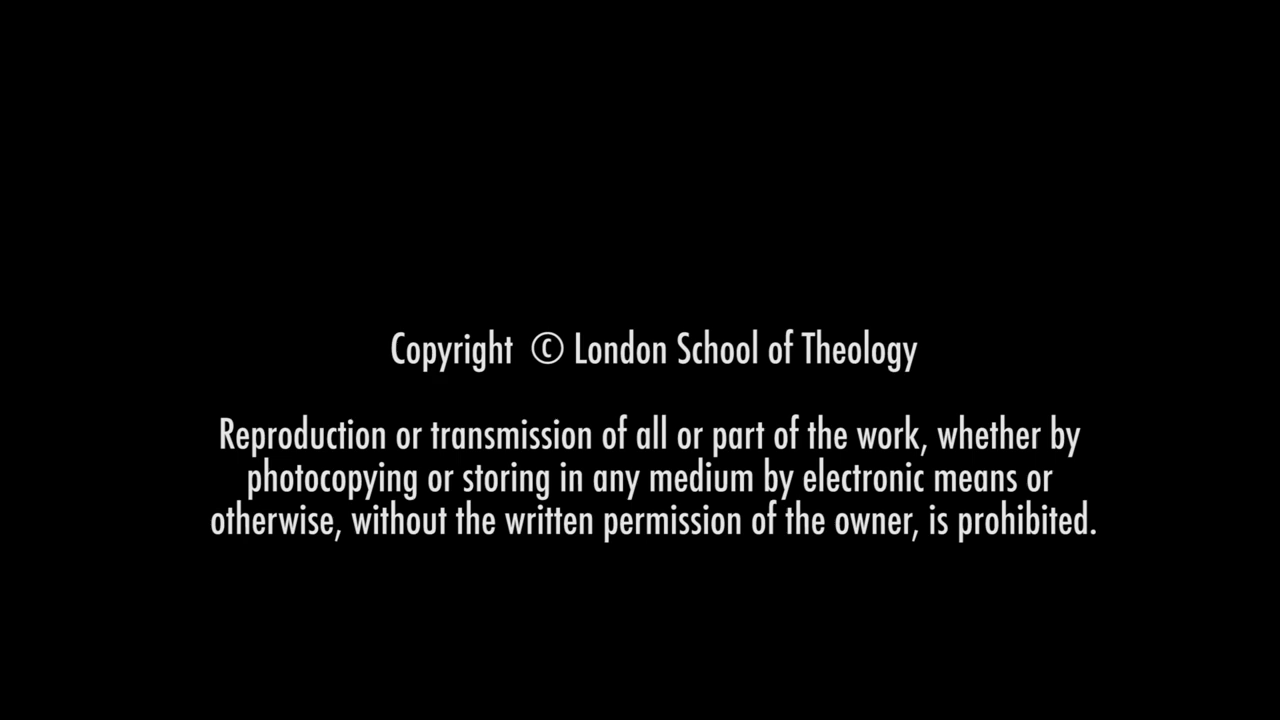 Copyright © London School of Theology
Reproduction or transmission of all or part of the work, whether by
photocopying or storing in any medium by electronic means or
otherwise, without the written permission of the owner, is prohibited.